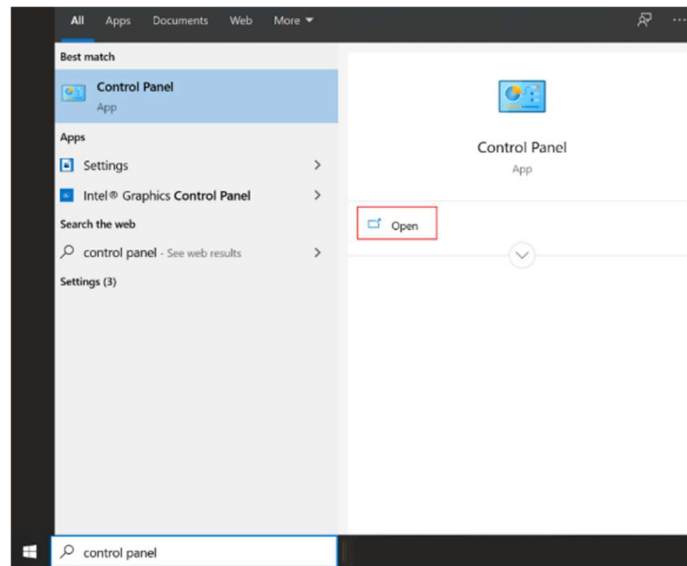 All Apps Documents Web More
Best match
Control Panel
App
Apps
Settings
Intel® Graphics Control Panel
Search the web
control panel - See web results
Settings (3)
Control Panel
App
Open
control panel